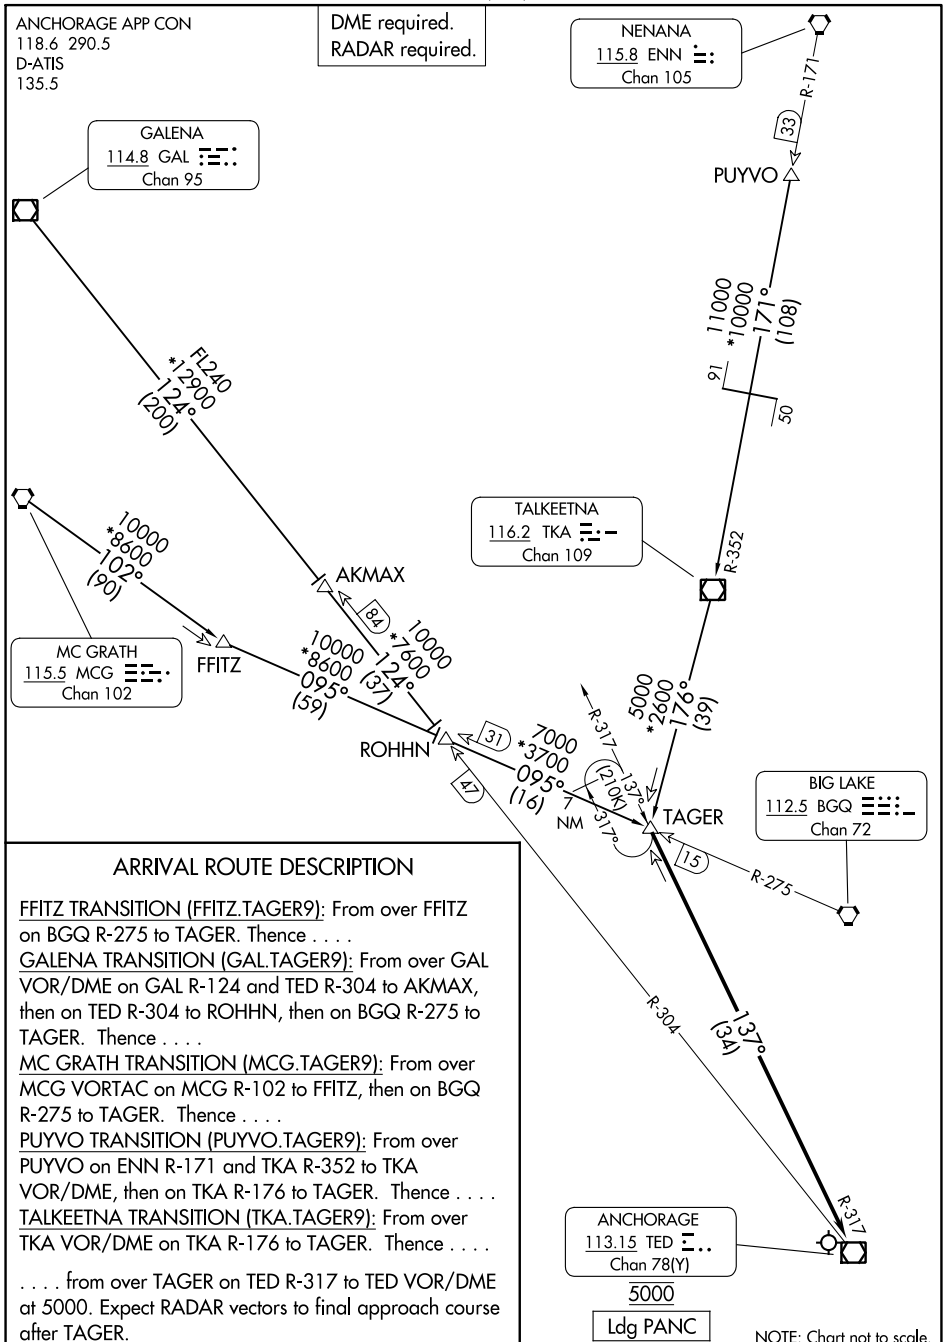 ANCHORAGE APP CON
118.6 290.5
D-ATIS
135.5
DME required.
RADAR required.
NENANA
115.8 ENN
Chan 105
R-171
33
PUYVO
GALENA
114.8 GAL
Chan 95
11000
*10000
171°
(108)
91
50
FL240
*12900
124°
(200)
TALKEETNA
116.2 TKA
Chan 109
R-352
10000
*8600
102°
(90)
AKMAX
84
MC GRATH
115.5 MCG
Chan 102
FFITZ
10000
*7600
124°
(37)
10000
*8600
095°
(59)
5000
*2600
176°
(39)
ROHHN
31
47
7000
*3700
095°
(16)
7
NM
R-317
137°
(210K)
317°
TAGER
15
R-275
BIG LAKE
112.5 BGQ
Chan 72
R-304
137°
(34)
R-317
ARRIVAL ROUTE DESCRIPTION
FFITZ TRANSITION (FFITZ.TAGER9): From over FFITZ
on BGQ R-275 to TAGER. Thence . . . .
GALENA TRANSITION (GAL.TAGER9): From over GAL
VOR/DME on GAL R-124 and TED R-304 to AKMAX,
then on TED R-304 to ROHHN, then on BGQ R-275 to
TAGER. Thence . . . .
MC GRATH TRANSITION (MCG.TAGER9): From over
MCG VORTAC on MCG R-102 to FFITZ, then on BGQ
R-275 to TAGER. Thence . . . .
PUYVO TRANSITION (PUYVO.TAGER9): From over
PUYVO on ENN R-171 and TKA R-352 to TKA
VOR/DME, then on TKA R-176 to TAGER. Thence . . . .
TALKEETNA TRANSITION (TKA.TAGER9): From over
TKA VOR/DME on TKA R-176 to TAGER. Thence . . . .
. . . . from over TAGER on TED R-317 to TED VOR/DME
at 5000. Expect RADAR vectors to final approach course
after TAGER.
ANCHORAGE
113.15 TED
Chan 78(Y)
5000
Ldg PANC
NOTE: Chart not to scale.